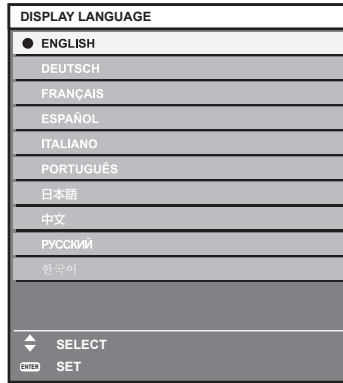 DISPLAY LANGUAGE
ENGLISH
DEUTSCH
FRANÇAIS
ESPAÑOL
ITALIANO
PORTUGUÊS
日本語
中文
РУССКИЙ
한국어
SELECT
ENTER SET